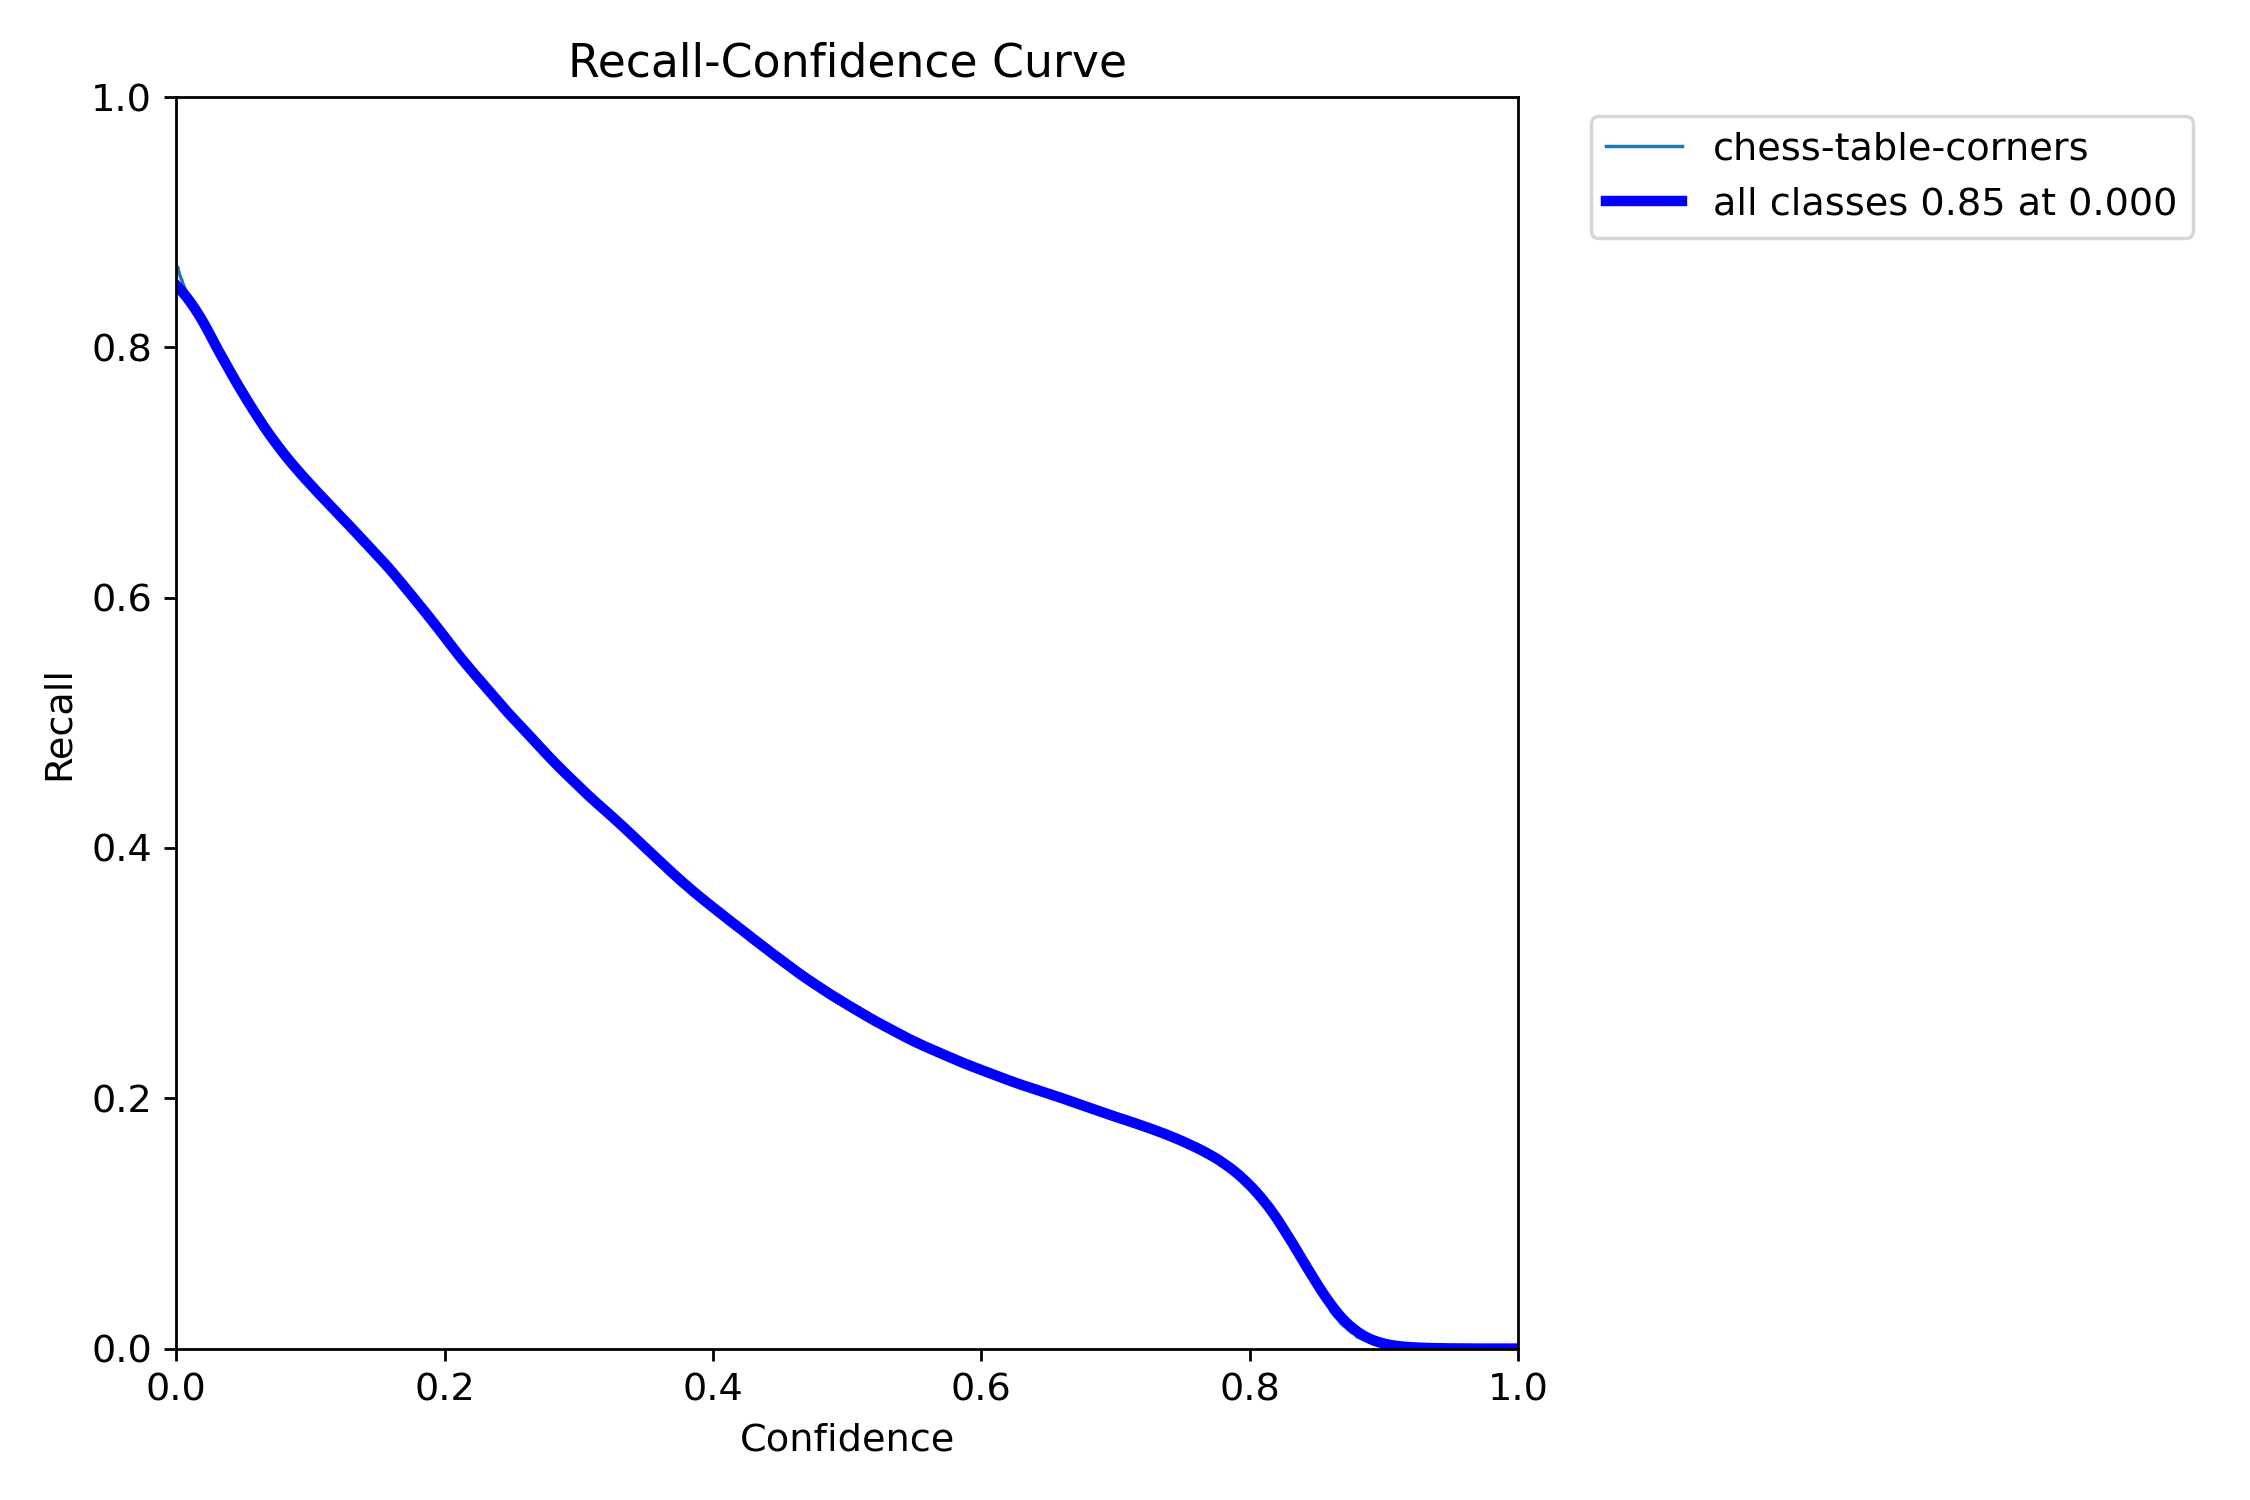 Recall-Confidence Curve
1.0
0.8
0.6
0.4
0.2
0.0
Recall
0.0 0.2 0.4 0.6 0.8 1.0
Confidence
chess-table-corners
all classes 0.85 at 0.000